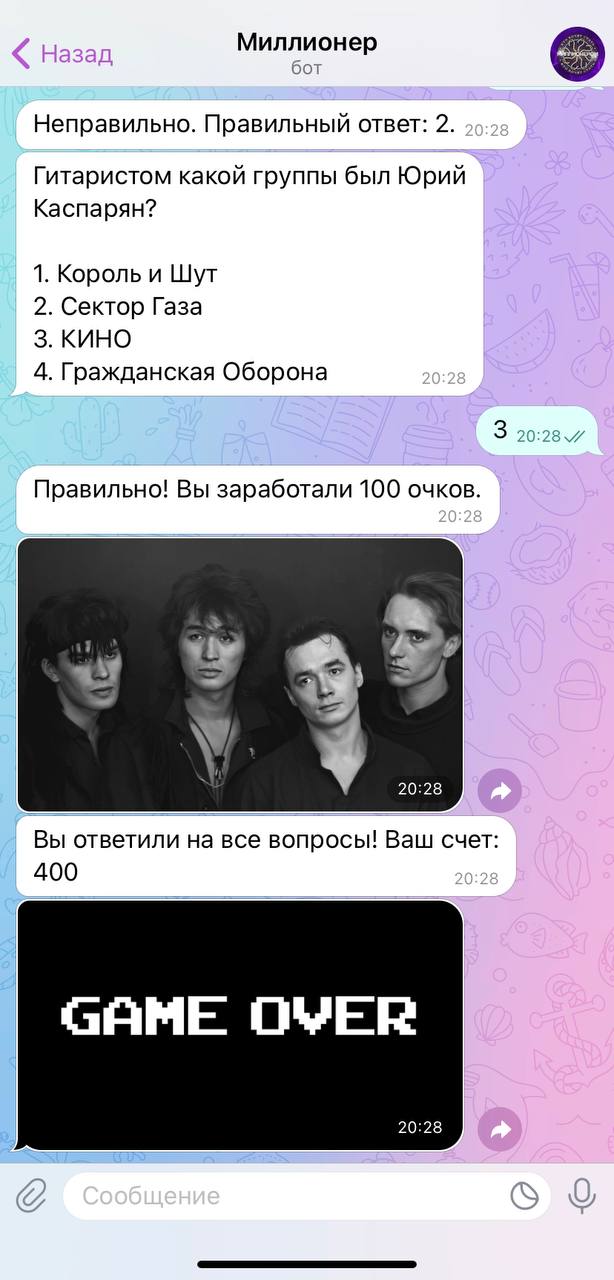 Назад
Миллионер
бот
Неправильно. Правильный ответ: 2. 20:28
Гитаристом какой группы был Юрий
Каспарян?
1. Король и Шут
2. Сектор Газа
3. КИНО
4. Гражданская Оборона 20:28
3 20:28
Правильно! Вы заработали 100 очков.
20:28
20:28
Вы ответили на все вопросы! Ваш счет:
400 20:28
GAME OVER
20:28
Сообщение